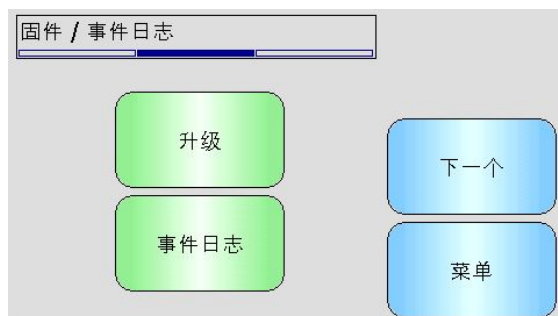 固件 / 事件日志
升级
下一个
事件日志
菜单